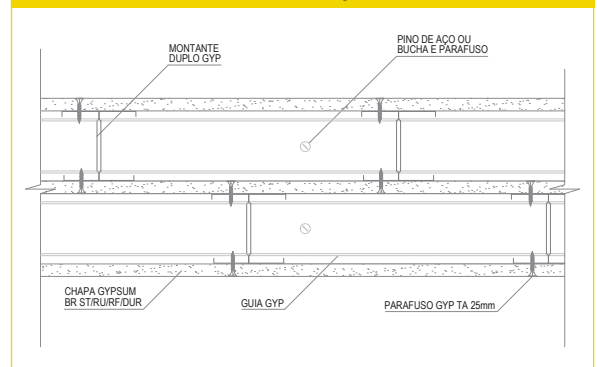 MONTANTE
DUPLO GYP
PINO DE AÇO OU
BUCHA E PARAFUSO
CHAPA GYPSUM
BR ST/RU/RF/DUR
GUIA GYP
PARAFUSO GYP TA 25mm